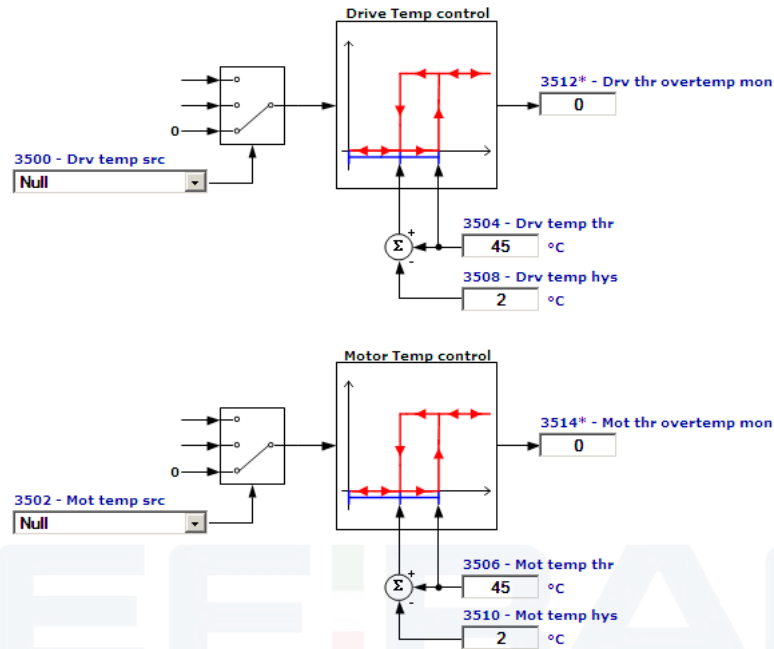 Drive Temp control
3512* - Drv thr overtemp mon
0
0
3500 - Drv temp src
Null
3504 - Drv temp thr
+
Σ
45 °C
-
3508 - Drv temp hys
2 °C
Motor Temp control
3514* - Mot thr overtemp mon
0
0
3502 - Mot temp src
Null
3506 - Mot temp thr
+
Σ
45 °C
-
3510 - Mot temp hys
2 °C